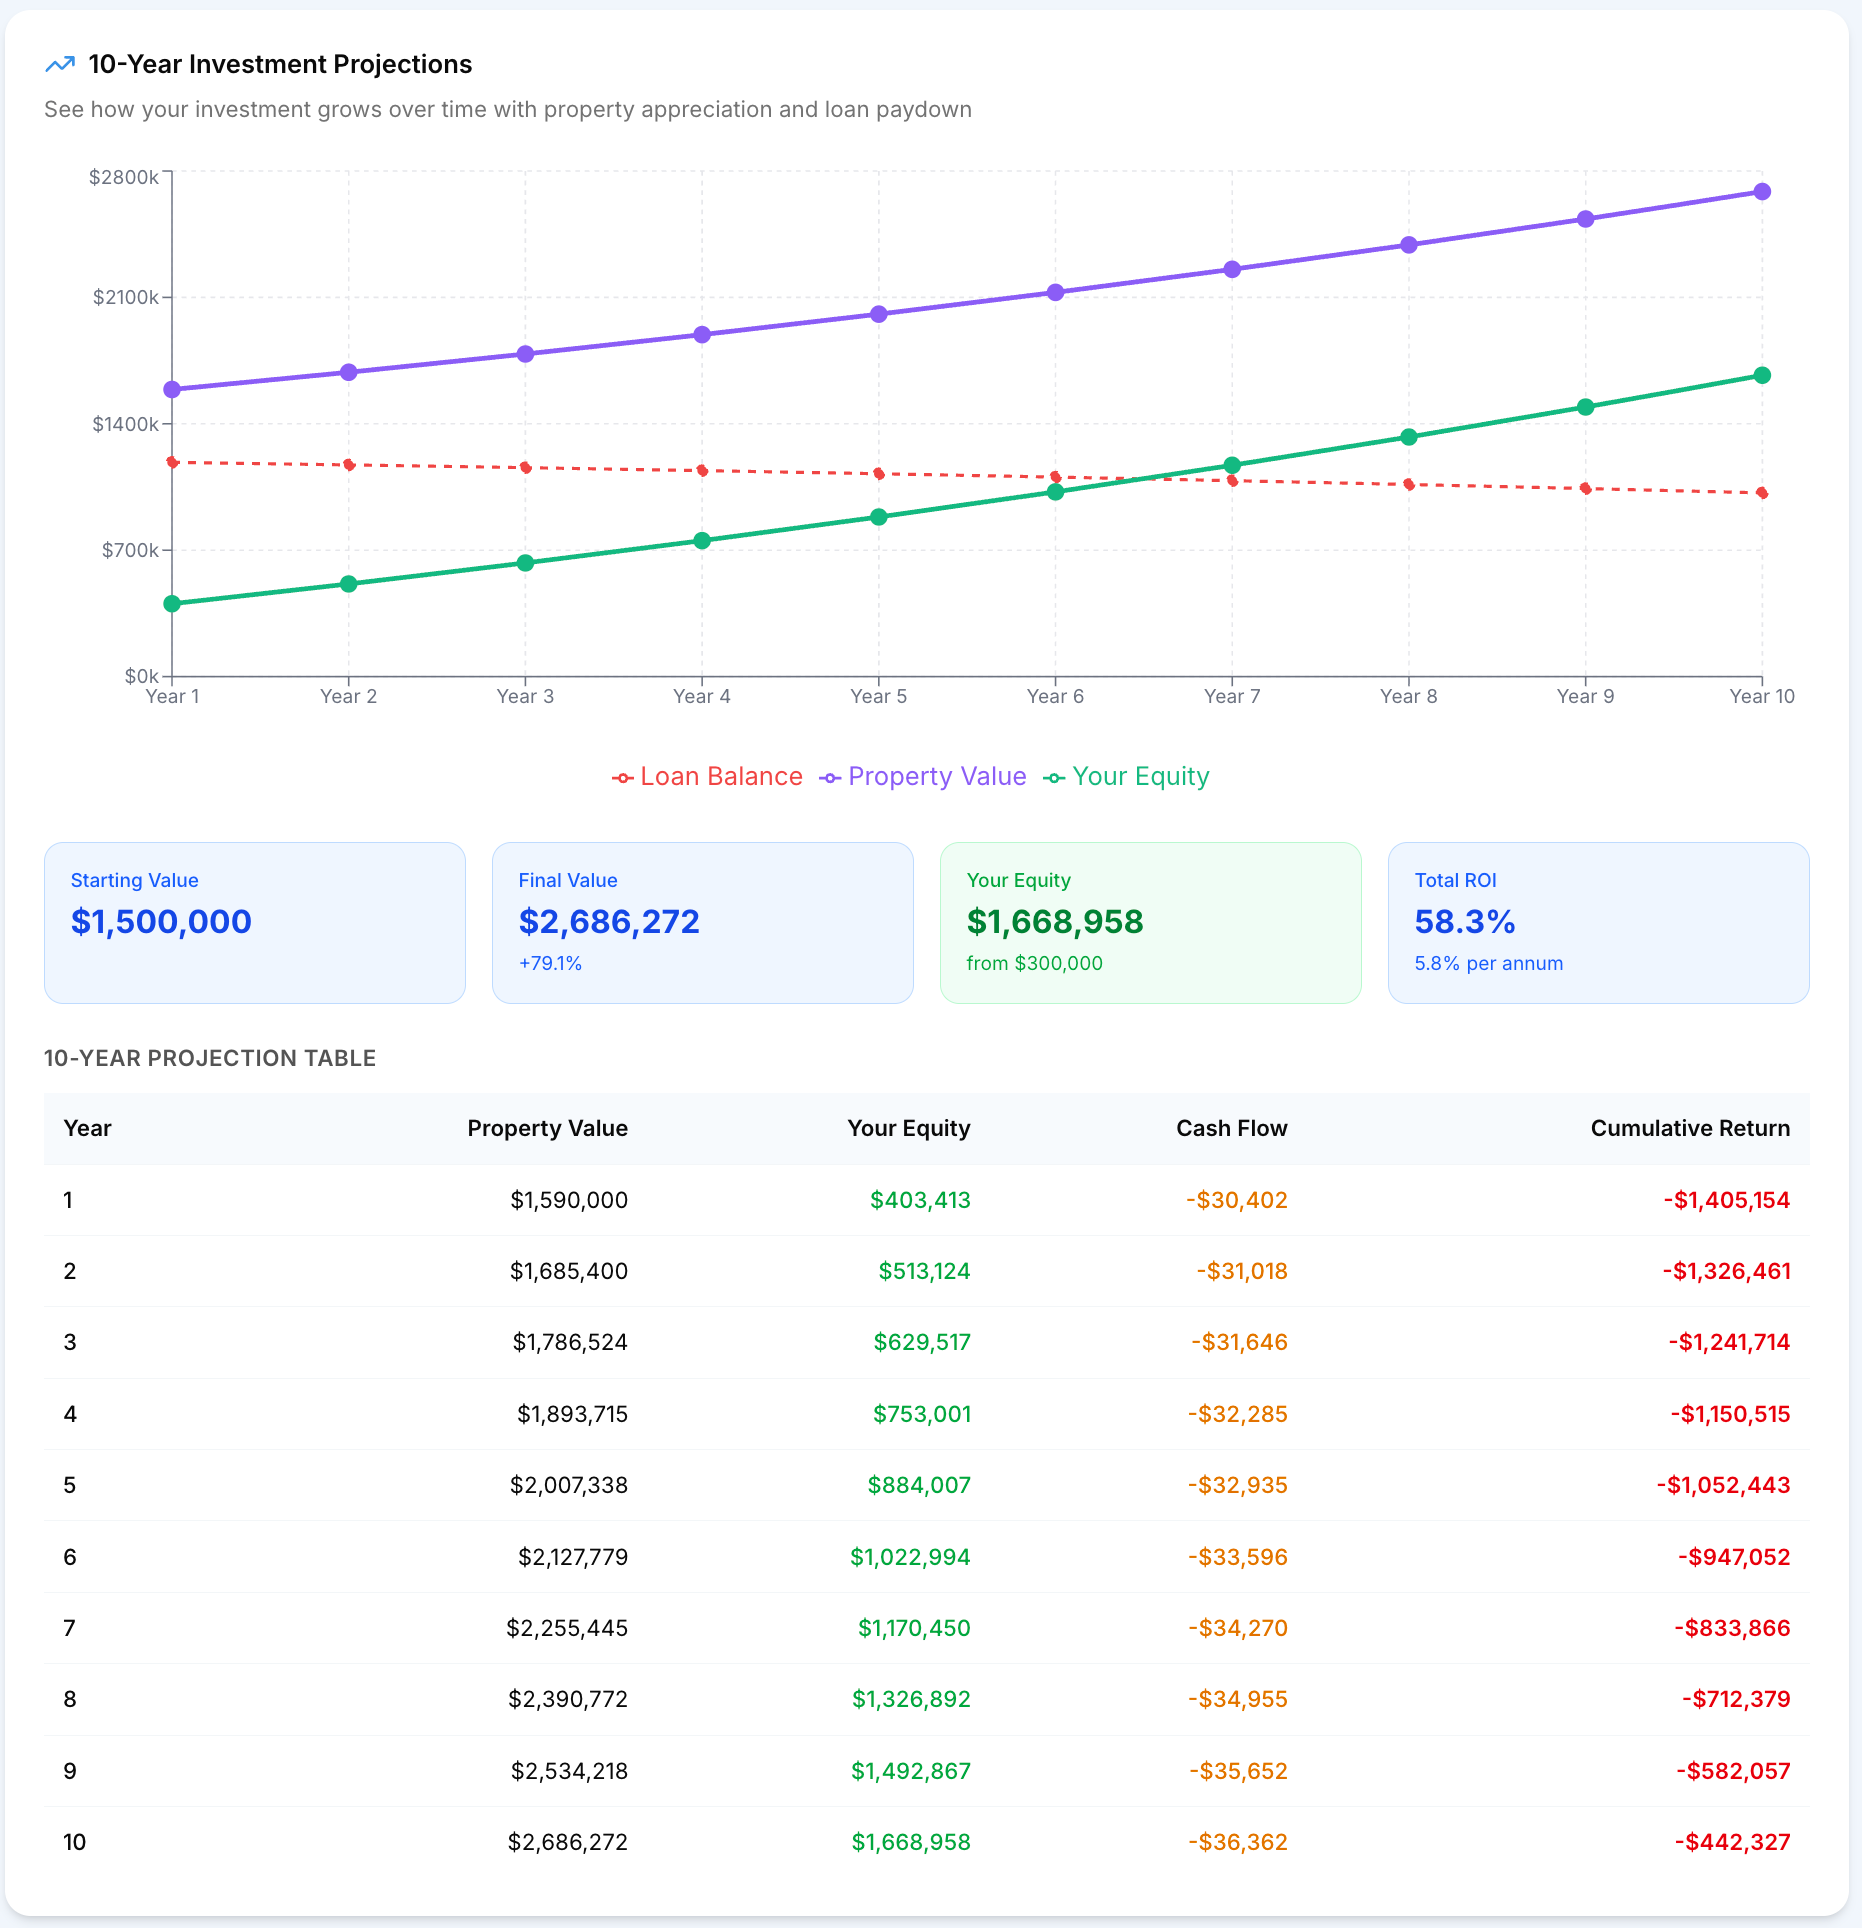 10-Year Investment Projections
See how your investment grows over time with property appreciation and loan paydown
$2800k
$2100k
$1400k
$700k
$0k
Year 1 Year 2 Year 3 Year 4 Year 5 Year 6 Year 7 Year 8 Year 9 Year 10
Loan Balance Property Value Your Equity
Starting Value
$1,500,000
Final Value
$2,686,272
+79.1%
Your Equity
$1,668,958
from $300,000
Total ROI
58.3%
5.8% per annum
10-YEAR PROJECTION TABLE
Year Property Value Your Equity Cash Flow Cumulative Return
1 $1,590,000 $403,413 -$30,402 -$1,405,154
2 $1,685,400 $513,124 -$31,018 -$1,326,461
3 $1,786,524 $629,517 -$31,646 -$1,241,714
4 $1,893,715 $753,001 -$32,285 -$1,150,515
5 $2,007,338 $884,007 -$32,935 -$1,052,443
6 $2,127,779 $1,022,994 -$33,596 -$947,052
7 $2,255,445 $1,170,450 -$34,270 -$833,866
8 $2,390,772 $1,326,892 -$34,955 -$712,379
9 $2,534,218 $1,492,867 -$35,652 -$582,057
10 $2,686,272 $1,668,958 -$36,362 -$442,327